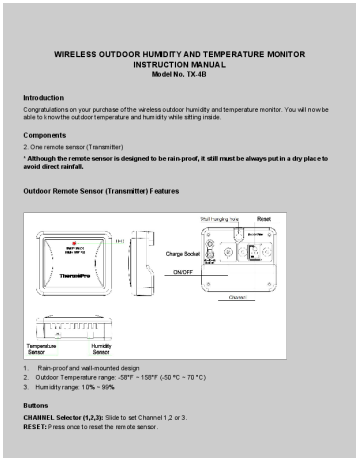 WIRELESS OUTDOOR HUMIDITY AND TEMPERATURE MONITOR
INSTRUCTION MANUAL
Model No. TX-4B
Introduction
Congratulations on your purchase of the wireless outdoor humidity and temperature monitor. You will now be
able to know the outdoor temperature and humidity while sitting inside.
Components
2. One remote sensor (Transmitter)
* Although the remote sensor is designed to be rain-proof, it still must be always put in a dry place to
avoid direct rainfall.
Outdoor Remote Sensor (Transmitter) Features
Wall hanging hole
Reset
Charge Socket
ON/OFF
Channel
ThermoPro
Temperature
Sensor
Humidity
Sensor
1. Rain-proof and wall-mounted design
2. Outdoor Temperature range: -58°F ~ 158°F (-50 °C ~ 70 °C)
3. Humidity range: 10% ~ 99%
Buttons
CHANNEL Selector (1,2,3): Slide to set Channel 1,2 or 3.
RESET: Press once to reset the remote sensor.